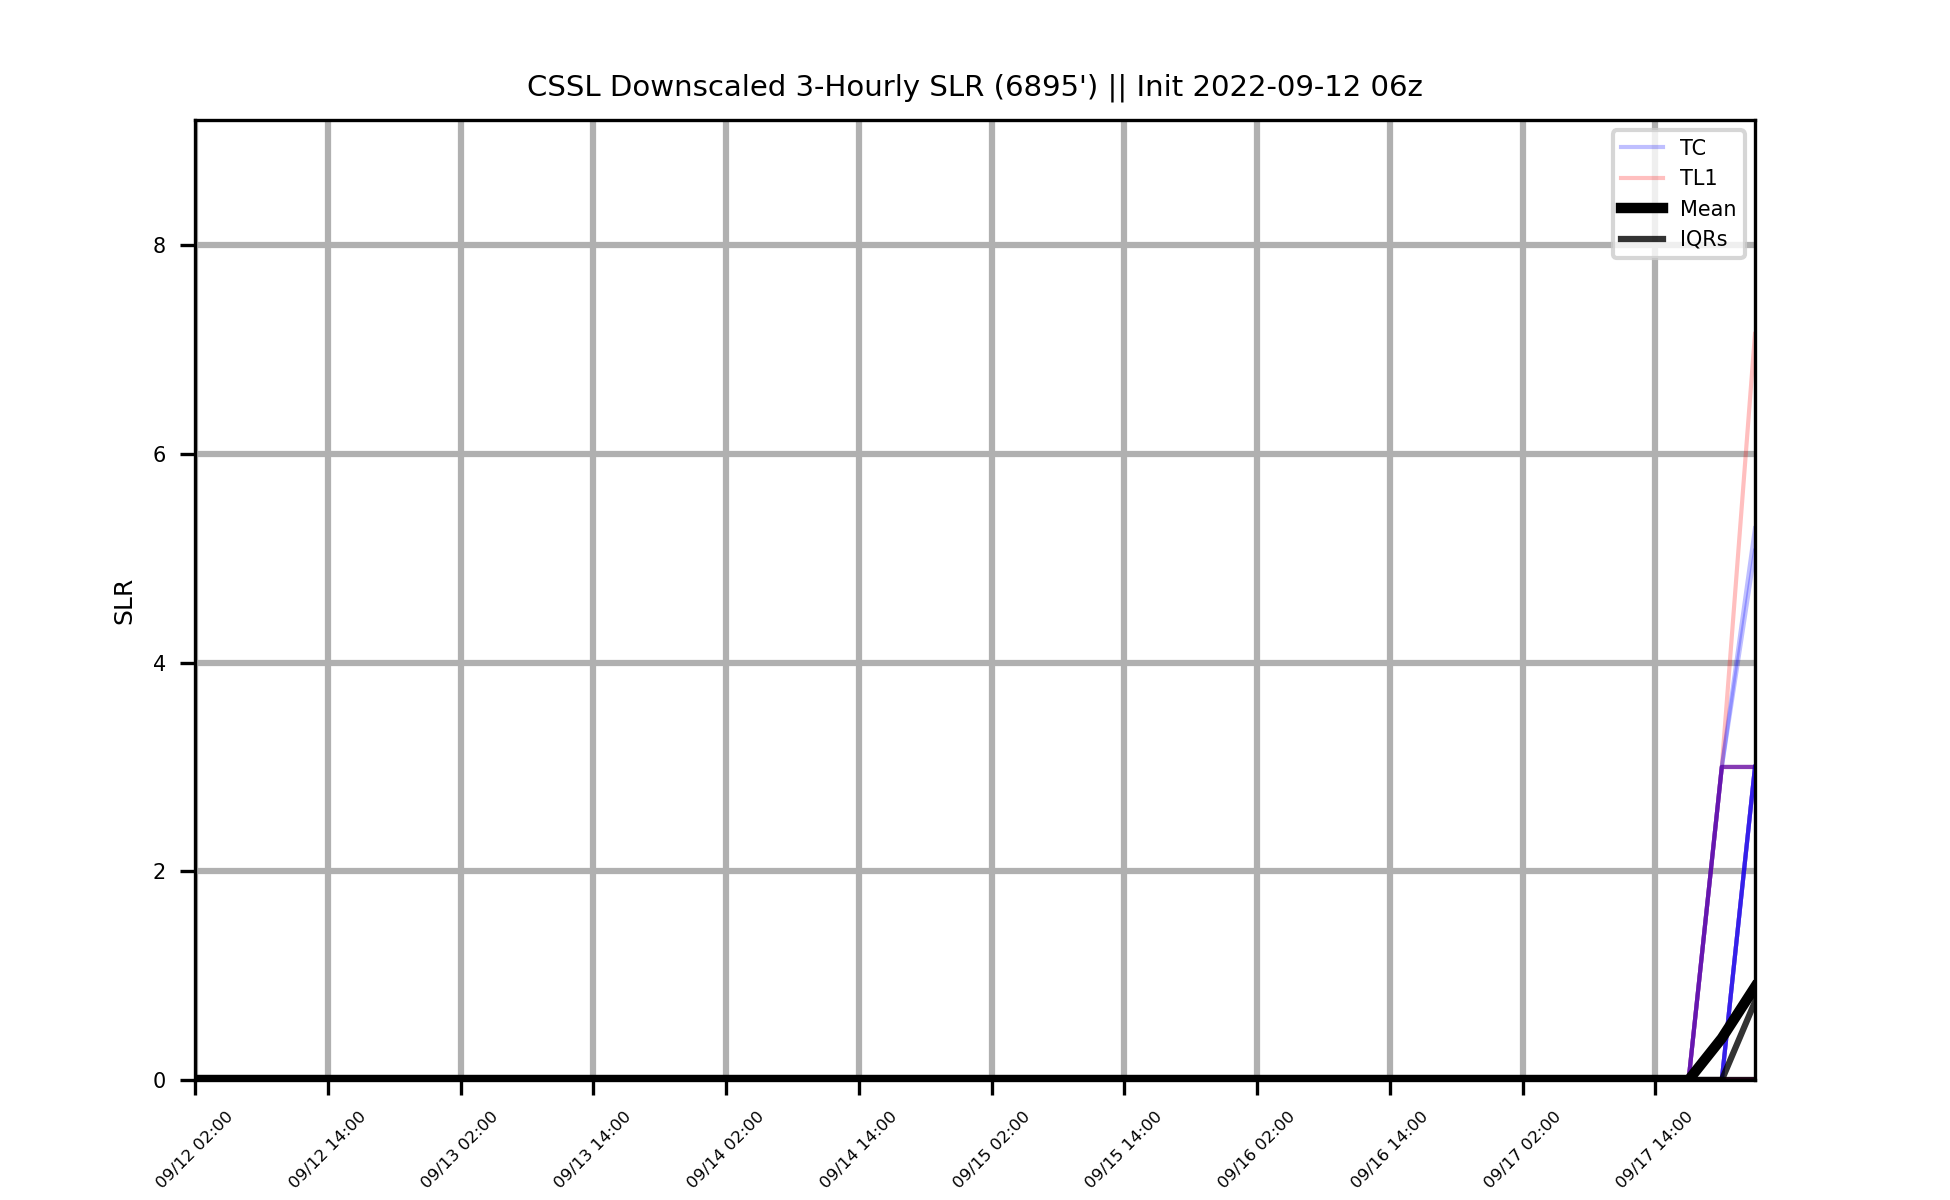 CSSL Downscaled 3-Hourly SLR (6895') || Init 2022-09-12 06z
TC
TL1
Mean
IQRs
SLR
8
6
4
2
0
09/12 02:00
09/12 14:00
09/13 02:00
09/13 14:00
09/14 02:00
09/14 14:00
09/15 02:00
09/15 14:00
09/16 02:00
09/16 14:00
09/17 02:00
09/17 14:00